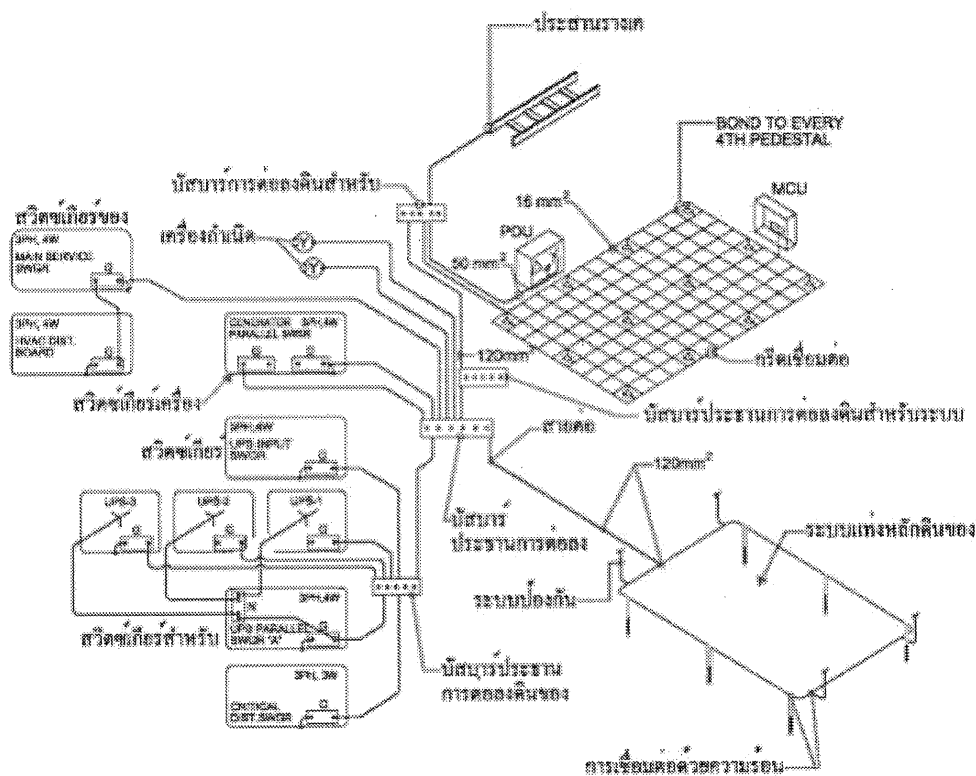 ประสานรางเค
BOND TO EVERY
4TH PEDESTAL
MCU
บัสบาร์การต่อลงดินสำหรับ
16 mm²
PDU
50 mm²
สวิตช์เกียร์ของ
3PH, 4W
MAIN SERVICE
SWGR
G
เครื่องกำเนิด
3PH, 4W
HVAC DIST.
BOARD
G
GENERATOR 3PH,4W
PARALLEL SWGR
G G
กริดเชื่อมต่อ
120mm²
สวิตช์เกียร์เครื่อง
บัสบาร์ประธานการต่อลงดินสำหรับระบบ
สายต่อ
สวิตช์เกียร์
3PH,4W
UPS INPUT
SWGR
G
120mm²
UPS-3
G
UPS-2
G
UPS-1
G
บัสบาร์
ประธานการต่อลง
ระบบแท่งหลักดินของ
ระบบป้องกัน
N
3PH,4W
UPS PARALLEL
SWGR "A"
G
สวิตช์เกียร์สำหรับ
บัสบาร์ประธาน
การต่อลงดินของ
3PH, 3W
CRITICAL
DIST. SWGR
G
การเชื่อมต่อด้วยความร้อน